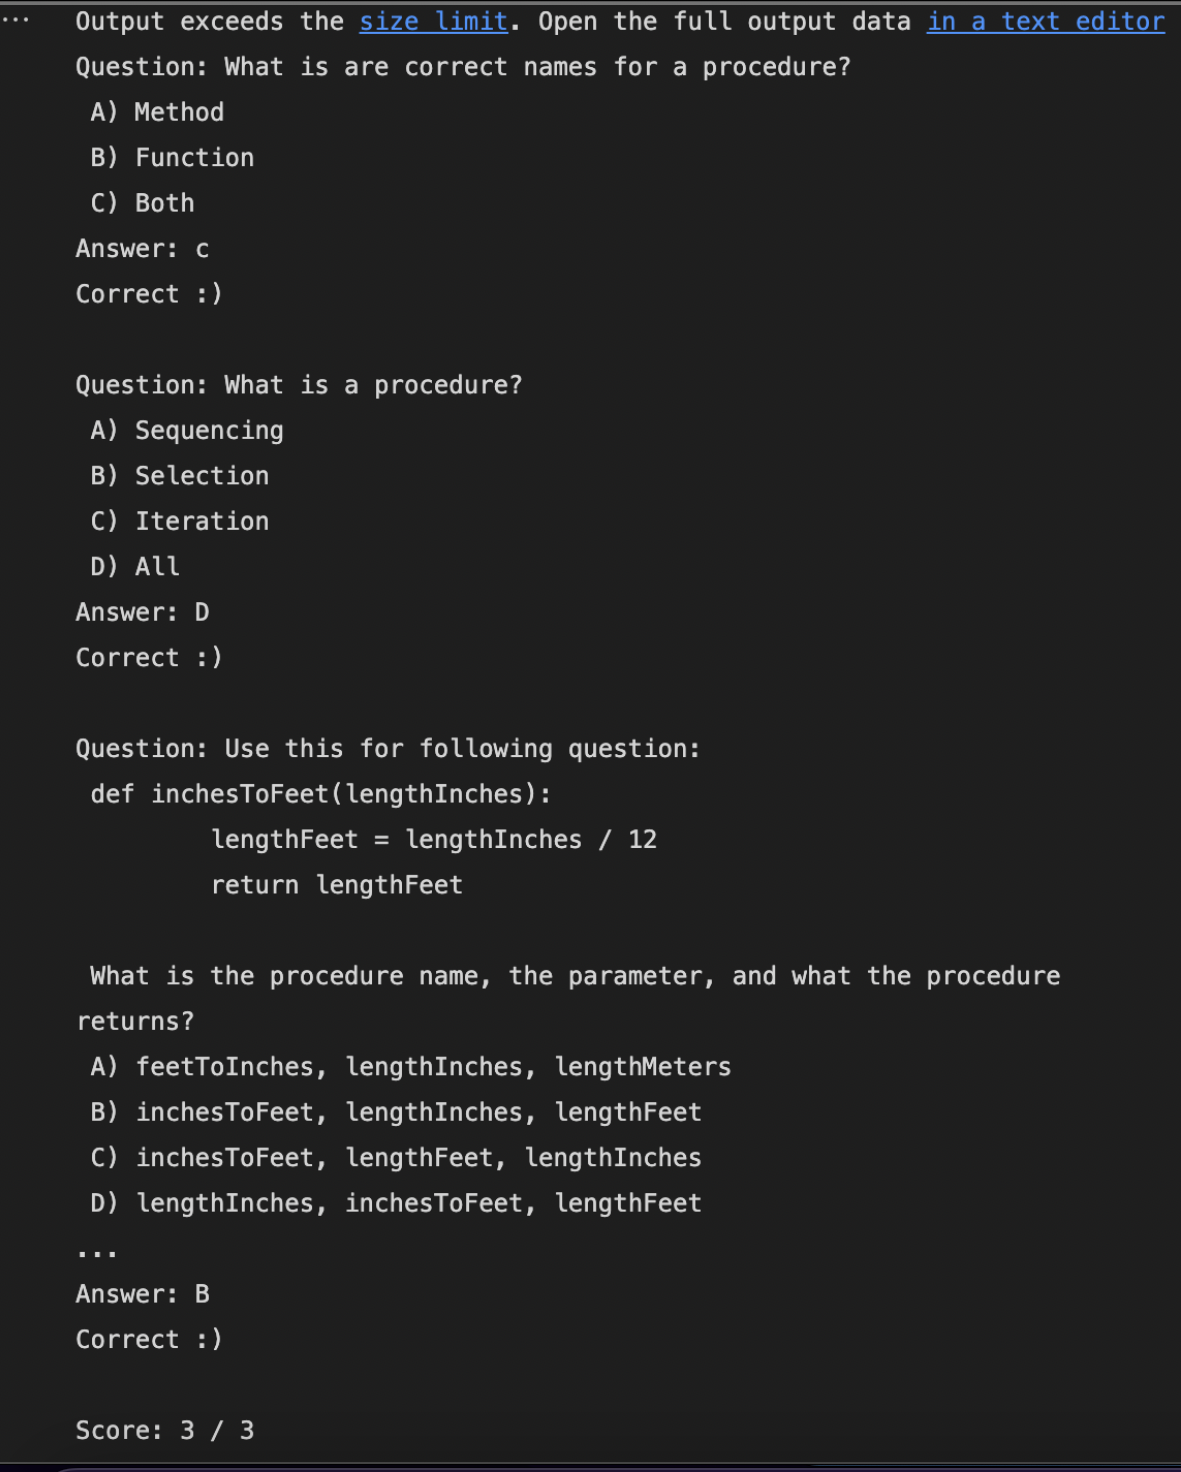 ... Output exceeds the size limit. Open the full output data in a text editor
Question: What is are correct names for a procedure?
A) Method
B) Function
C) Both
Answer: c
Correct :)
Question: What is a procedure?
A) Sequencing
B) Selection
C) Iteration
D) All
Answer: D
Correct :)
Question: Use this for following question:
def inchesToFeet(lengthInches):
lengthFeet = lengthInches / 12
return lengthFeet
What is the procedure name, the parameter, and what the procedure
returns?
A) feetToInches, lengthInches, lengthMeters
B) inchesToFeet, lengthInches, lengthFeet
C) inchesToFeet, lengthFeet, lengthInches
D) lengthInches, inchesToFeet, lengthFeet
...
Answer: B
Correct :)
Score: 3 / 3